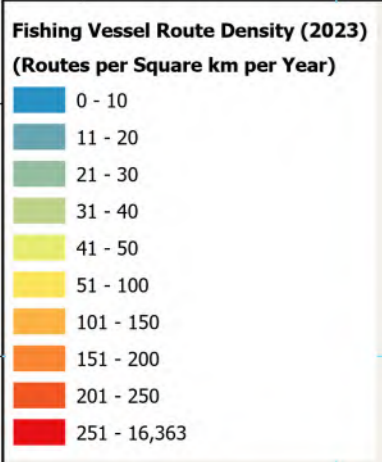 Fishing Vessel Route Density (2023)
(Routes per Square km per Year)
0 - 10
11 - 20
21 - 30
31 - 40
41 - 50
51 - 100
101 - 150
151 - 200
201 - 250
251 - 16,363